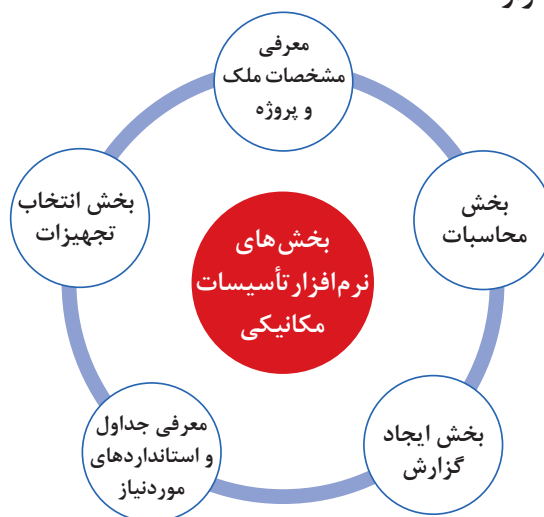 معرفی
مشخصات ملک
و پروژه
بخش
محاسبات
بخش ایجاد
گزارش
معرفی جداول
و استانداردهای
موردنیاز
بخش انتخاب
تجهیزات
بخش‌های
نرم‌افزار تأسیسات
مکانیکی